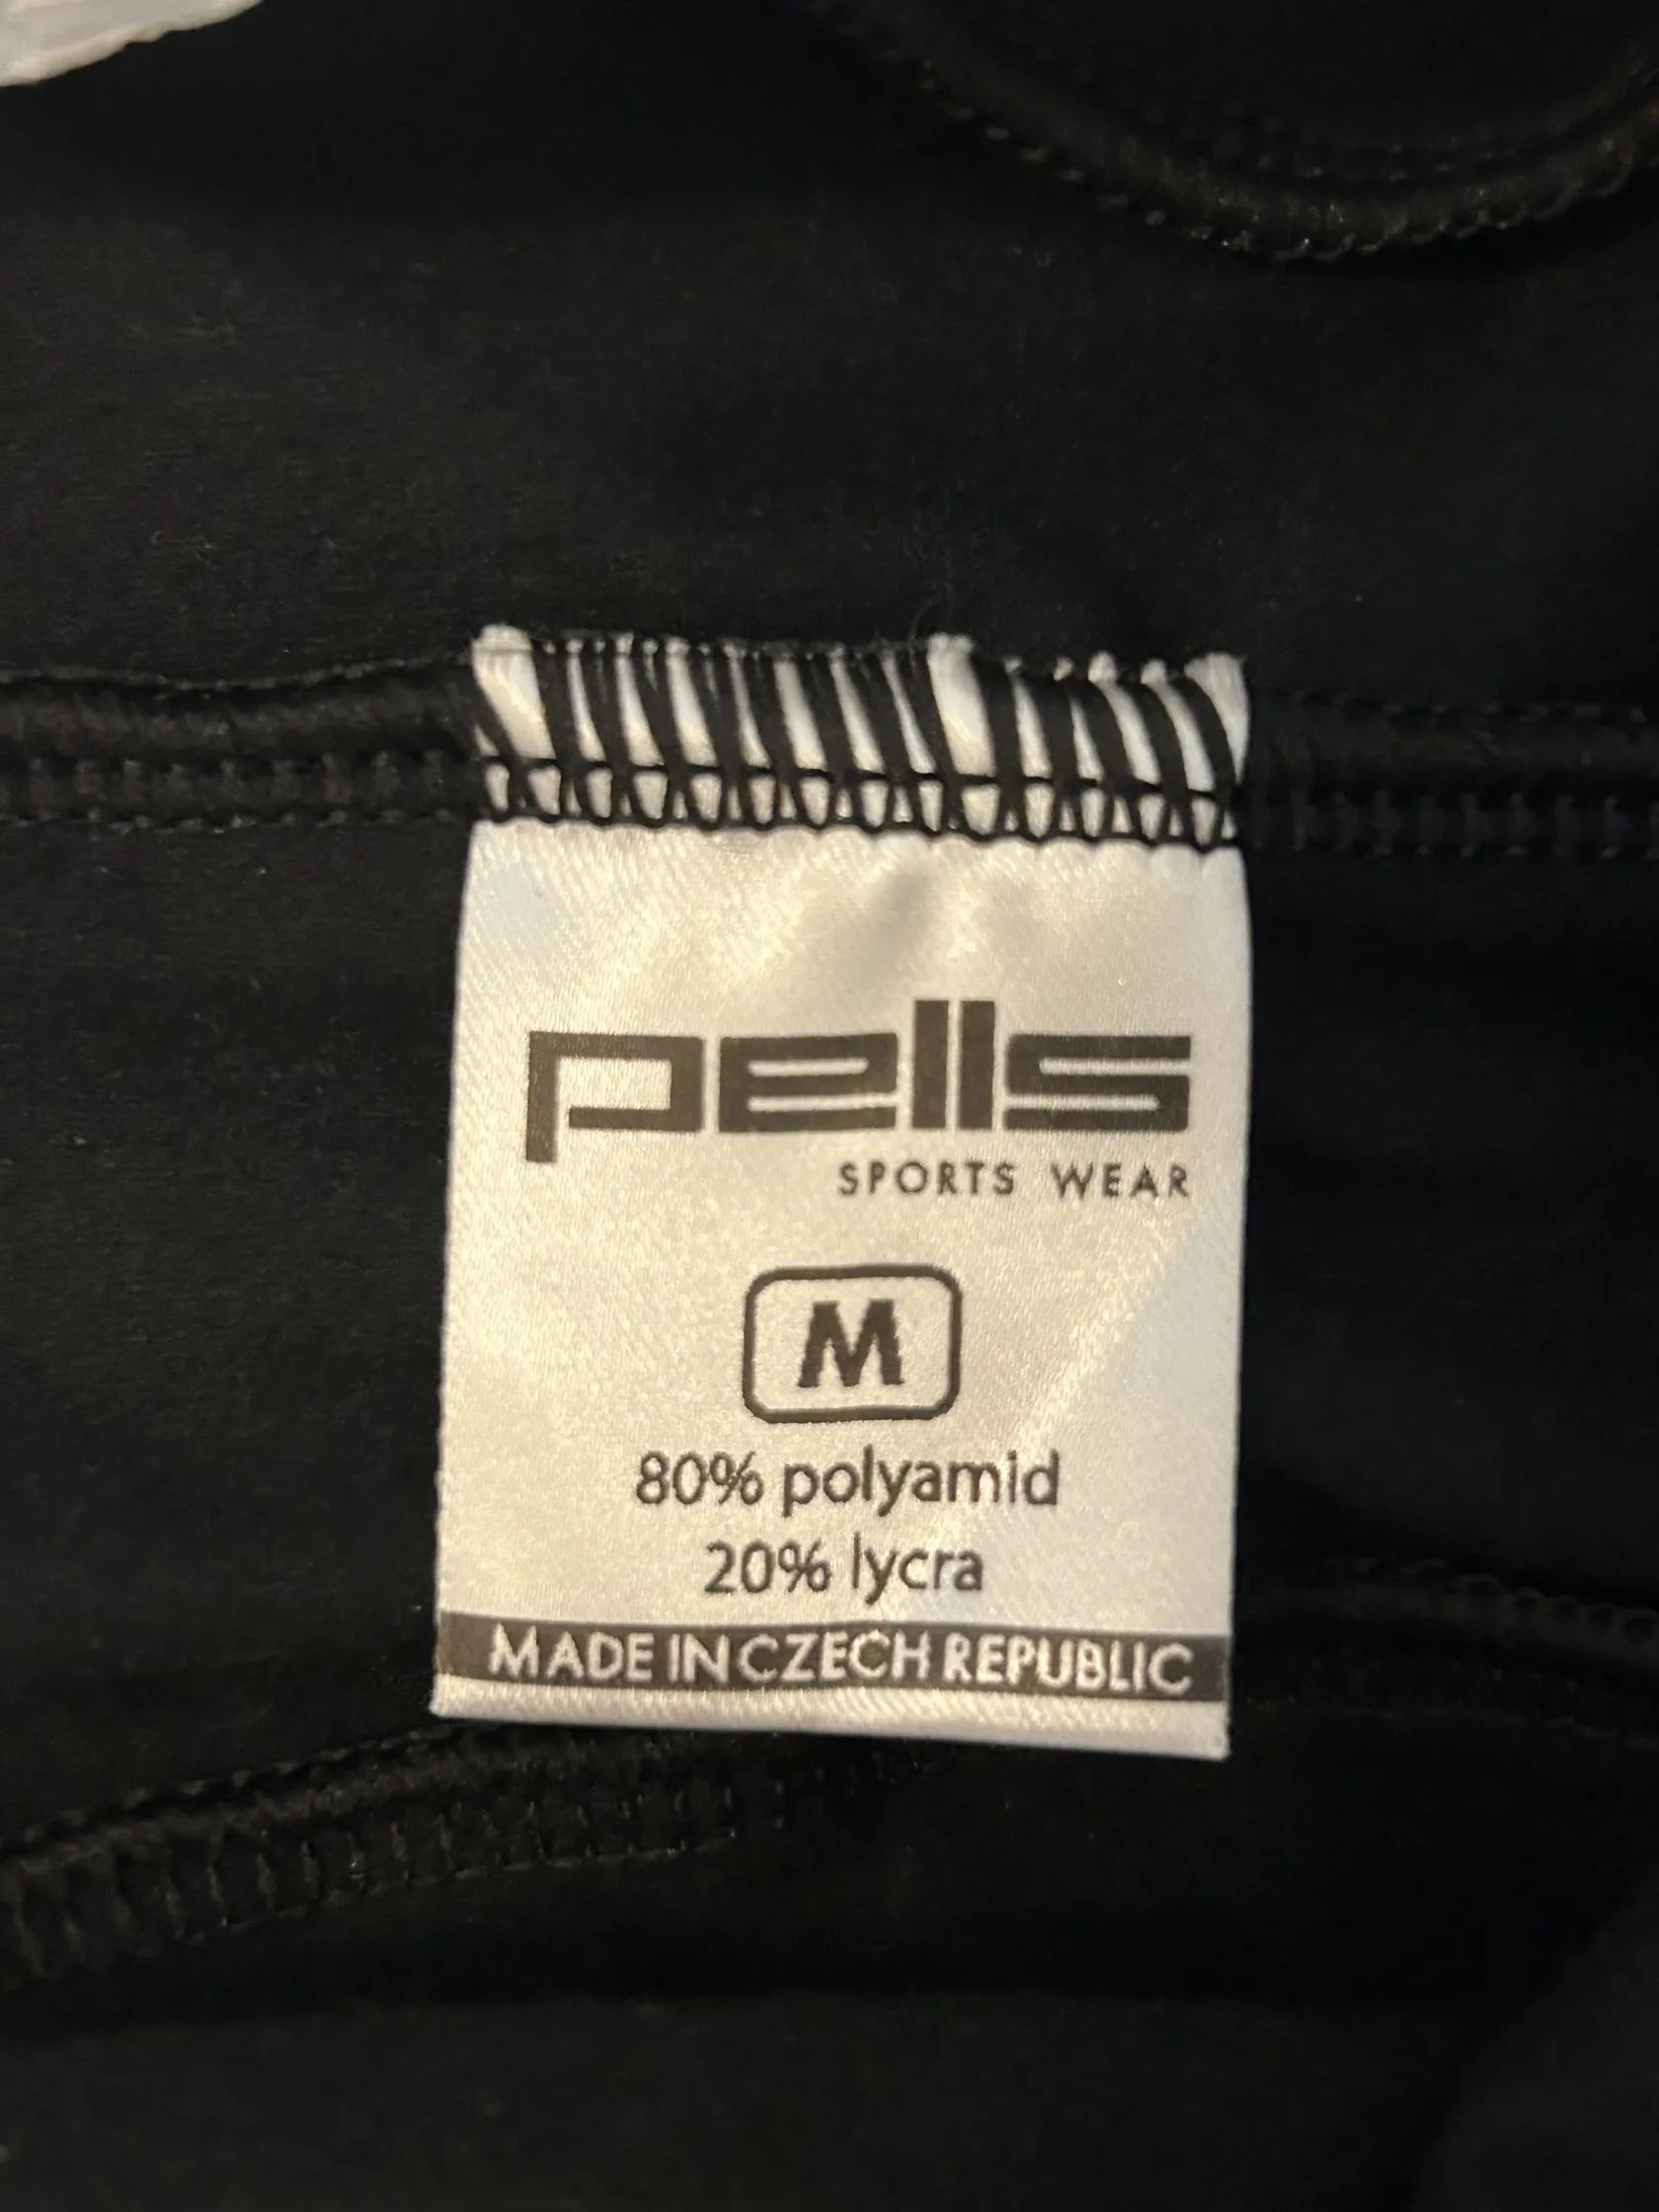 pells
SPORTS WEAR
M
80% polyamid
20% lycra
MADE IN CZECH REPUBLIC